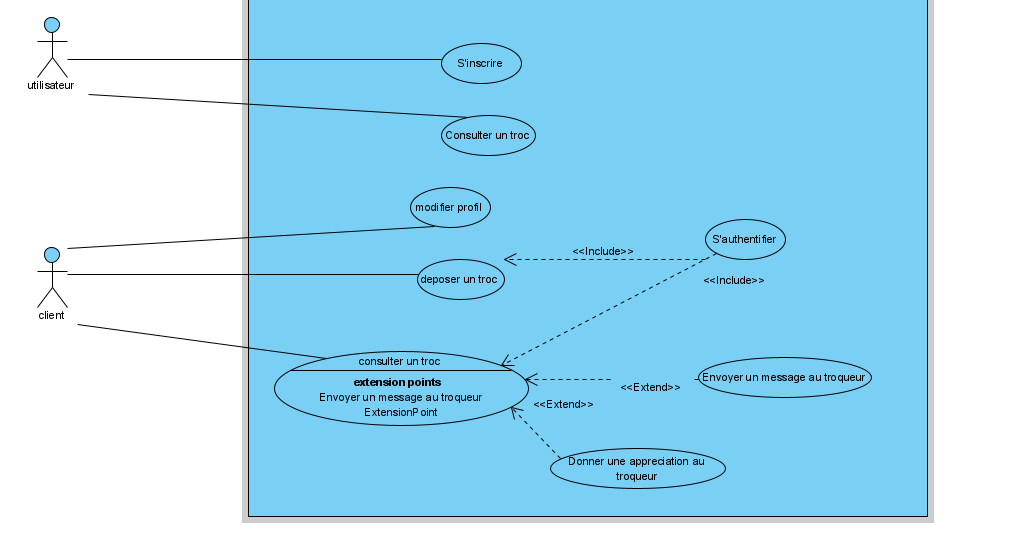 S'inscrire
utilisateur
Consulter un troc
modifier profil
S'authentifier
<<Include>>
deposer un troc
<<Include>>
client
consulter un troc
extension points
Envoyer un message au troqueur
ExtensionPoint
Envoyer un message au troqueur
<<Extend>>
<<Extend>>
Donner une appreciation au
troqueur